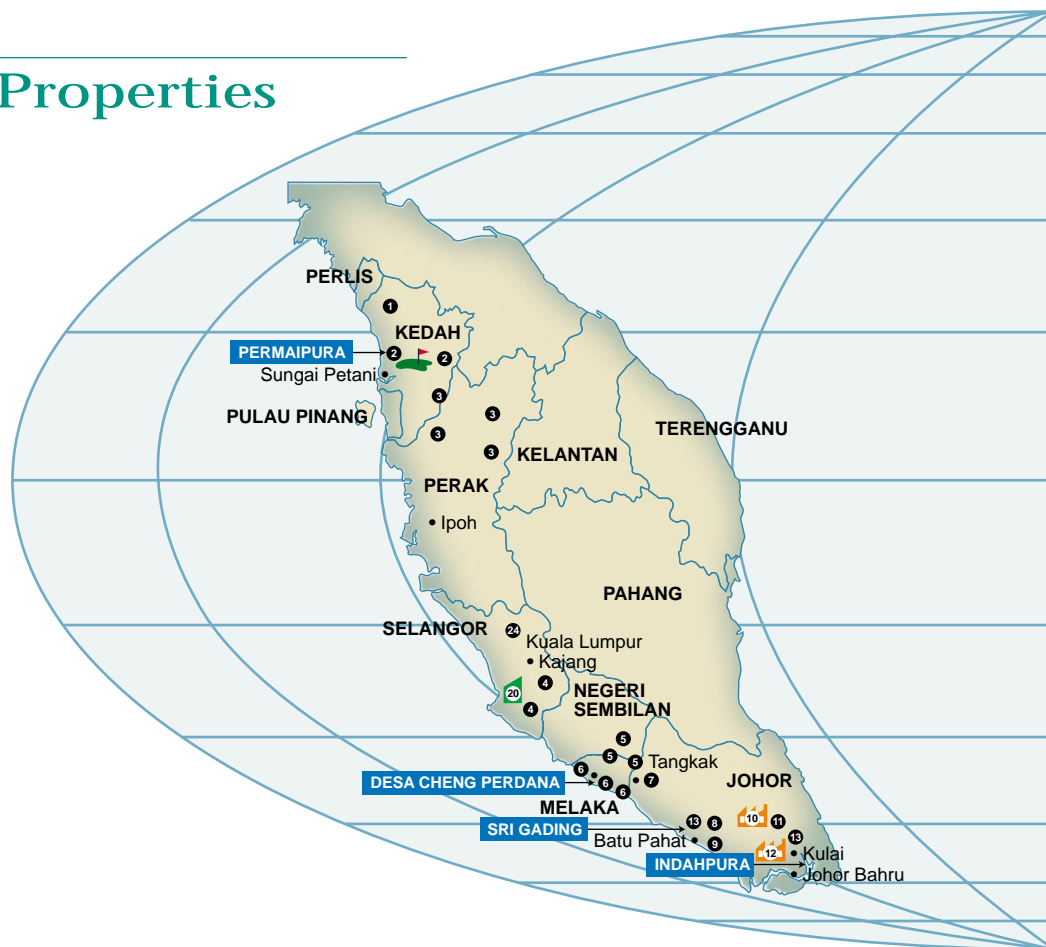 Properties
PERLIS
1
KEDAH
PERMAIPURA
2
2
Sungai Petani
3
PULAU PINANG
3
TERENGGANU
3
3
KELANTAN
PERAK
Ipoh
PAHANG
SELANGOR
24
Kuala Lumpur
Kajang
20
4
NEGERI
SEMBILAN
4
5
5
5
Tangkak
6
7
JOHOR
DESA CHENG PERDANA
6
6
MELAKA
13
8
10
11
SRI GADING
13
Batu Pahat
9
12
Kulai
INDAHPURA
Johor Bahru